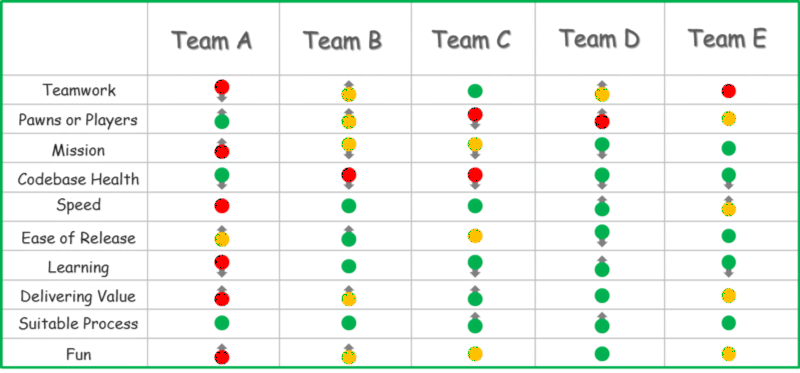 Team A Team B Team C Team D Team E
Teamwork
Pawns or Players
Mission
Codebase Health
Speed
Ease of Release
Learning
Delivering Value
Suitable Process
Fun